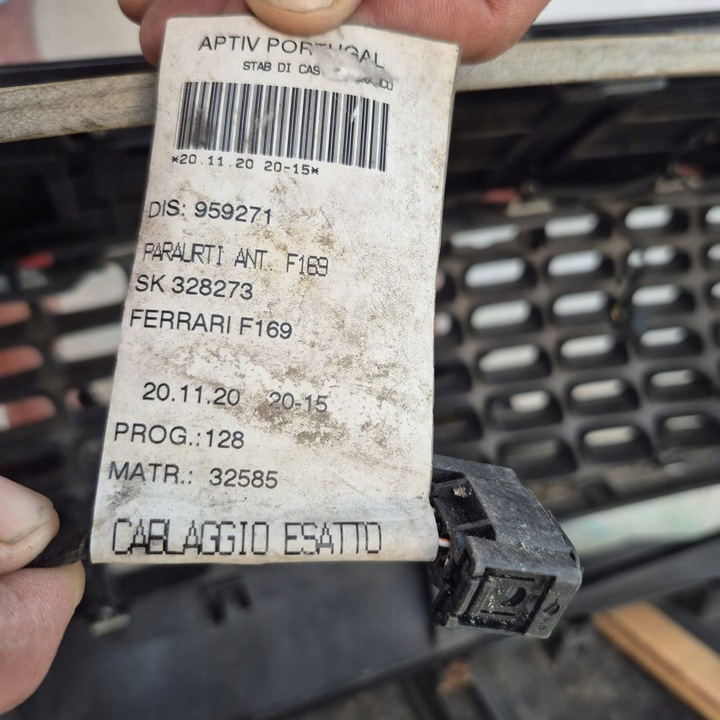 APTIV PORTUGAL
STAB DI CAS
*20.11.20 20-15*
DIS: 959271
PARAURTI ANT. F169
SK 328273
FERRARI F169
20.11.20 20-15
PROG.:128
MATR.: 32585
CABLAGGIO ESATTO